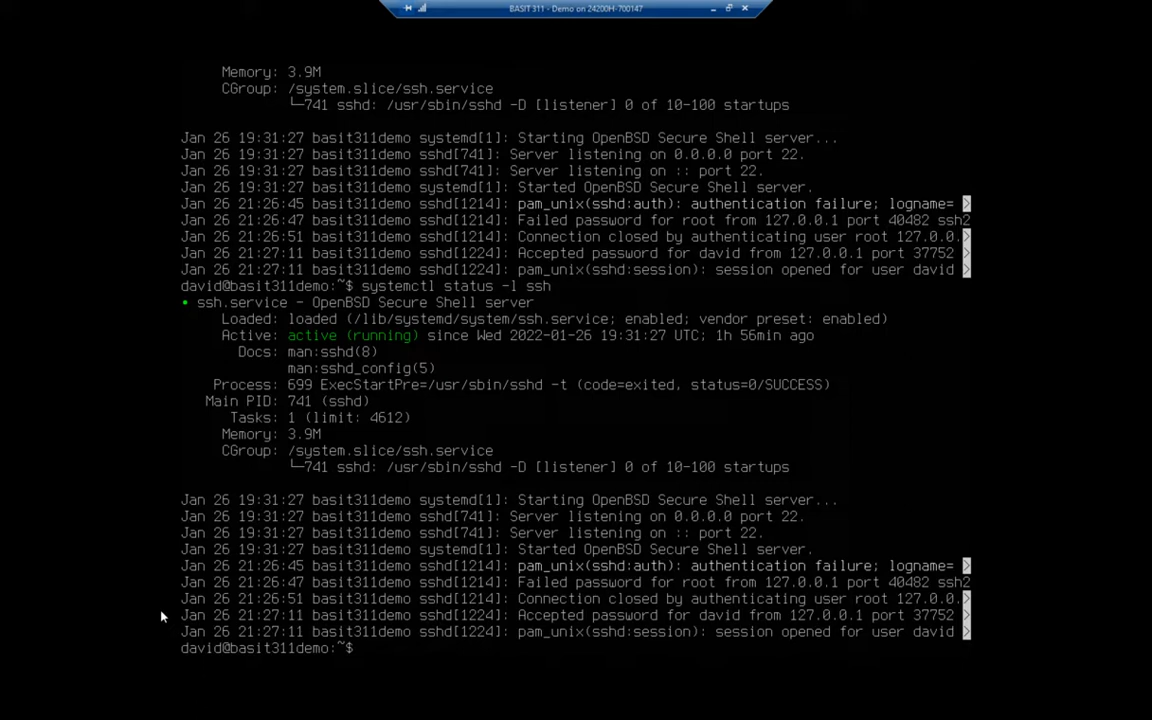 BASIT 311 - Demo on 24200H-700147
Memory: 3.9M
CGroup: /system.slice/ssh.service
└─741 sshd: /usr/sbin/sshd -D [listener] 0 of 10-100 startups
Jan 26 19:31:27 basit311demo systemd[1]: Starting OpenBSD Secure Shell server...
Jan 26 19:31:27 basit311demo sshd[741]: Server listening on 0.0.0.0 port 22.
Jan 26 19:31:27 basit311demo sshd[741]: Server listening on :: port 22.
Jan 26 19:31:27 basit311demo systemd[1]: Started OpenBSD Secure Shell server.
Jan 26 21:26:45 basit311demo sshd[1214]: pam_unix(sshd:auth): authentication failure; logname= >
Jan 26 21:26:47 basit311demo sshd[1214]: Failed password for root from 127.0.0.1 port 40482 ssh2
Jan 26 21:26:51 basit311demo sshd[1214]: Connection closed by authenticating user root 127.0.0.>
Jan 26 21:27:11 basit311demo sshd[1224]: Accepted password for david from 127.0.0.1 port 37752 >
Jan 26 21:27:11 basit311demo sshd[1224]: pam_unix(sshd:session): session opened for user david >
david@basit311demo:~$ systemctl status -l ssh
● ssh.service - OpenBSD Secure Shell server
Loaded: loaded (/lib/systemd/system/ssh.service; enabled; vendor preset: enabled)
Active: active (running) since Wed 2022-01-26 19:31:27 UTC; 1h 56min ago
Docs: man:sshd(8)
man:sshd_config(5)
Process: 699 ExecStartPre=/usr/sbin/sshd -t (code=exited, status=0/SUCCESS)
Main PID: 741 (sshd)
Tasks: 1 (limit: 4612)
Memory: 3.9M
CGroup: /system.slice/ssh.service
└─741 sshd: /usr/sbin/sshd -D [listener] 0 of 10-100 startups
Jan 26 19:31:27 basit311demo systemd[1]: Starting OpenBSD Secure Shell server...
Jan 26 19:31:27 basit311demo sshd[741]: Server listening on 0.0.0.0 port 22.
Jan 26 19:31:27 basit311demo sshd[741]: Server listening on :: port 22.
Jan 26 19:31:27 basit311demo systemd[1]: Started OpenBSD Secure Shell server.
Jan 26 21:26:45 basit311demo sshd[1214]: pam_unix(sshd:auth): authentication failure; logname= >
Jan 26 21:26:47 basit311demo sshd[1214]: Failed password for root from 127.0.0.1 port 40482 ssh2
Jan 26 21:26:51 basit311demo sshd[1214]: Connection closed by authenticating user root 127.0.0.>
Jan 26 21:27:11 basit311demo sshd[1224]: Accepted password for david from 127.0.0.1 port 37752 >
Jan 26 21:27:11 basit311demo sshd[1224]: pam_unix(sshd:session): session opened for user david >
david@basit311demo:~$